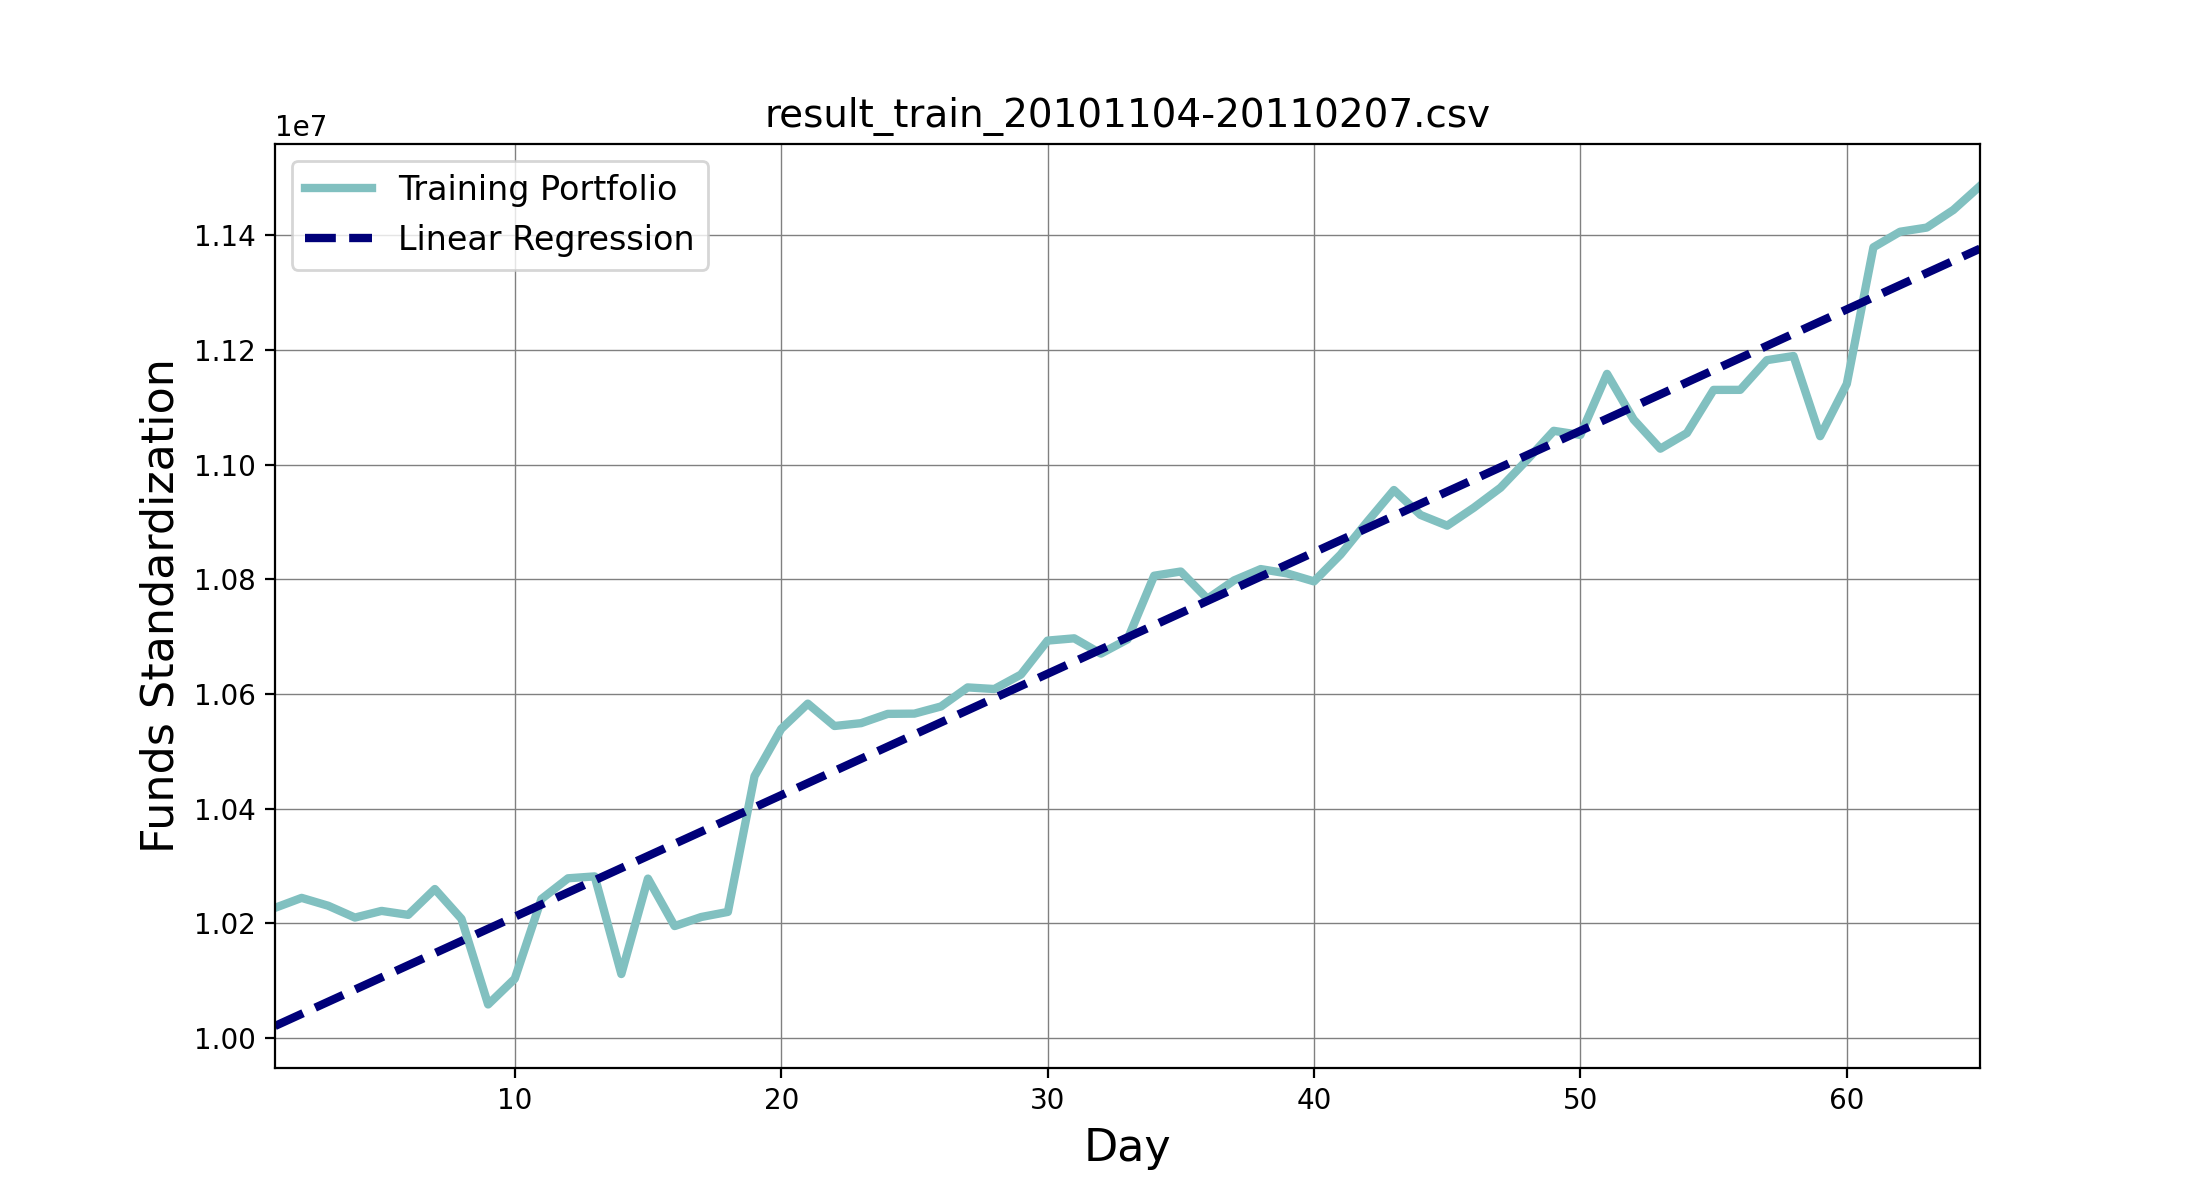 result_train_20101104-20110207.csv
1e7
Training Portfolio
Linear Regression
1.14
1.12
1.10
1.08
1.06
1.04
1.02
1.00
Funds Standardization
10 20 30 40 50 60
Day